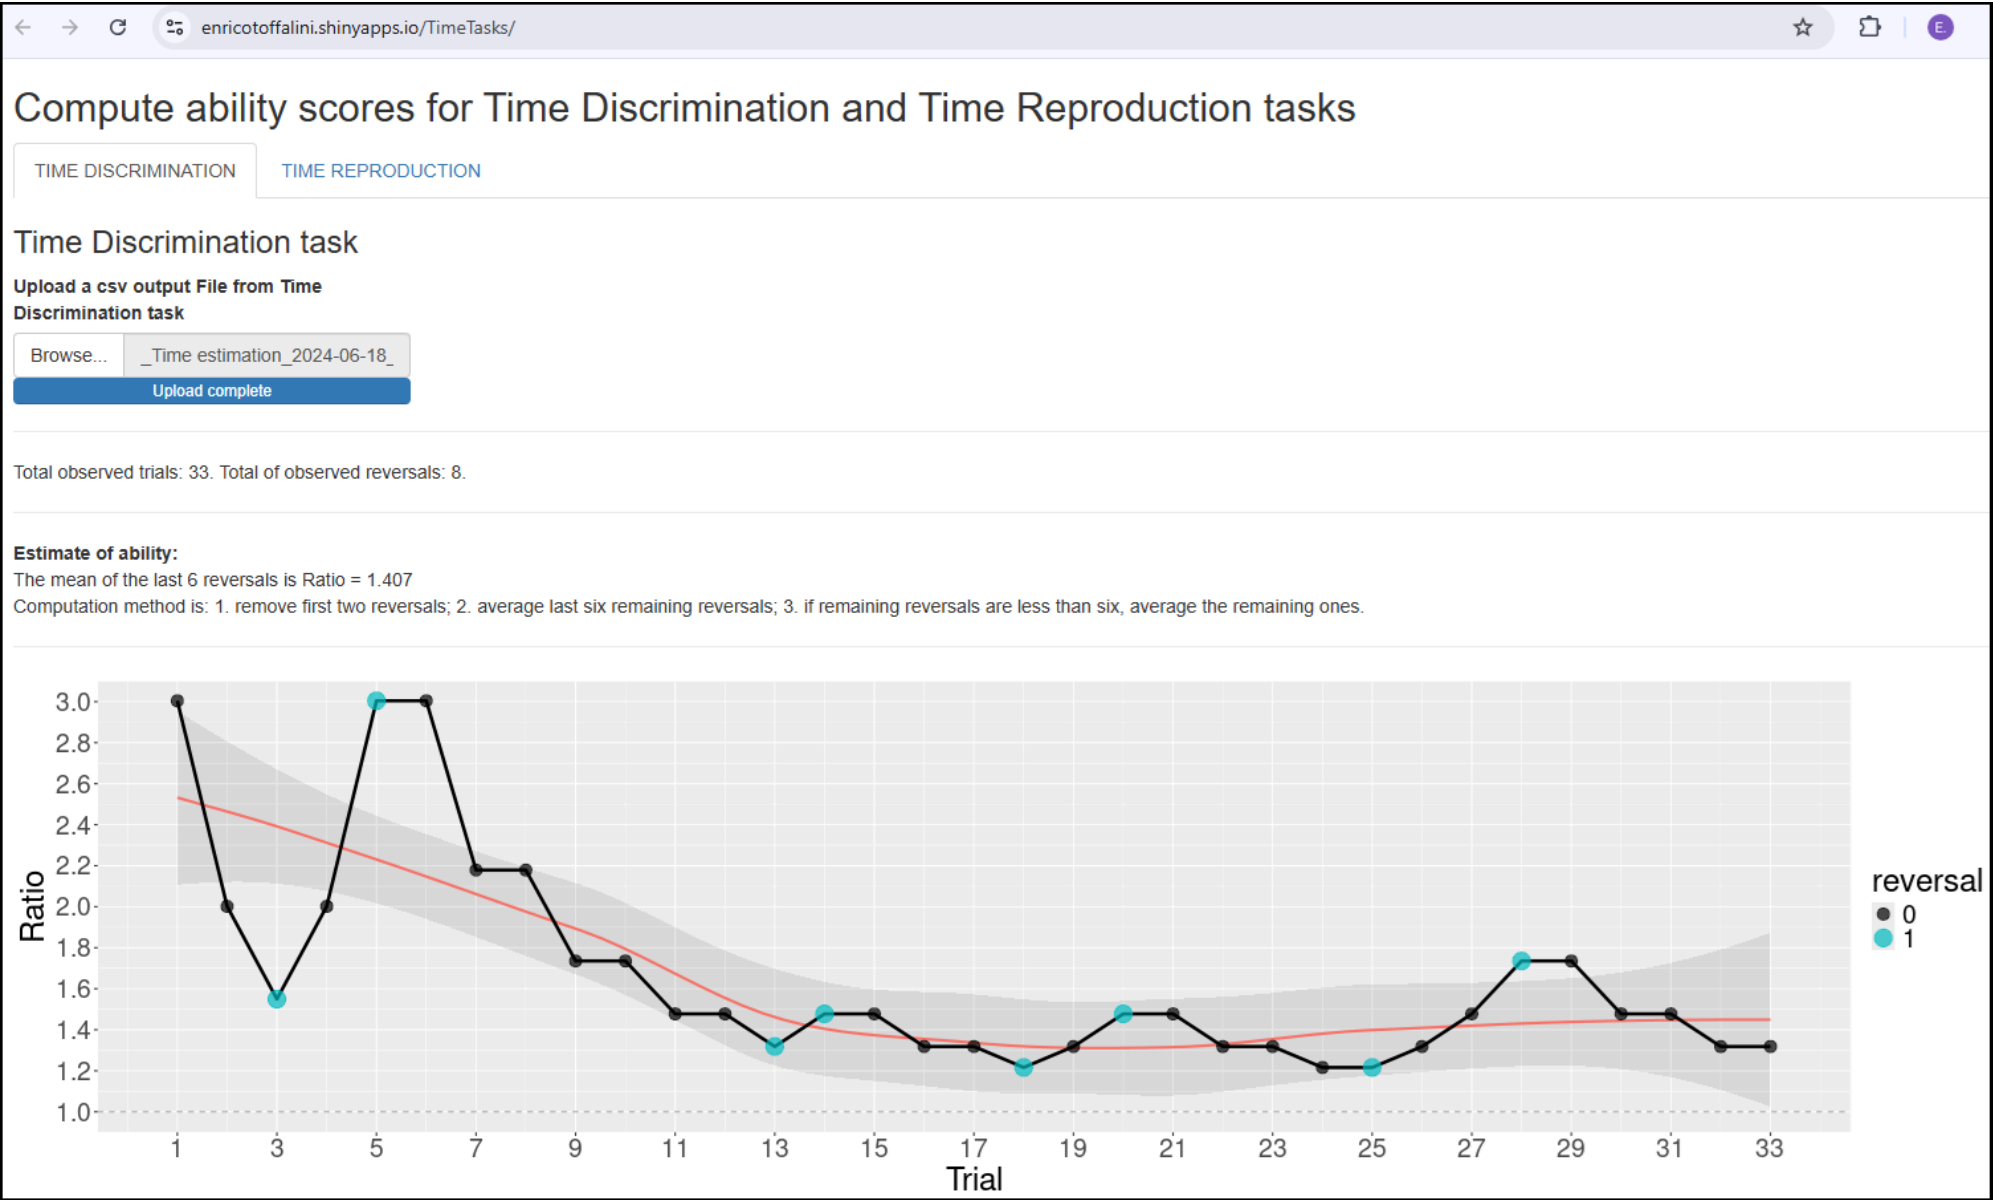 enricotoffalini.shinyapps.io/TimeTasks/
E.
Compute ability scores for Time Discrimination and Time Reproduction tasks
TIME DISCRIMINATION
TIME REPRODUCTION
Time Discrimination task
Upload a csv output File from Time
Discrimination task
Browse... _Time estimation_2024-06-18_
Upload complete
Total observed trials: 33. Total of observed reversals: 8.
Estimate of ability:
The mean of the last 6 reversals is Ratio = 1.407
Computation method is: 1. remove first two reversals; 2. average last six remaining reversals; 3. if remaining reversals are less than six, average the remaining ones.
3.0
2.8
2.6
2.4
2.2
2.0
1.8
1.6
1.4
1.2
1.0
Ratio
reversal
0
1
1 3 5 7 9 11 13 15 17 19 21 23 25 27 29 31 33
Trial